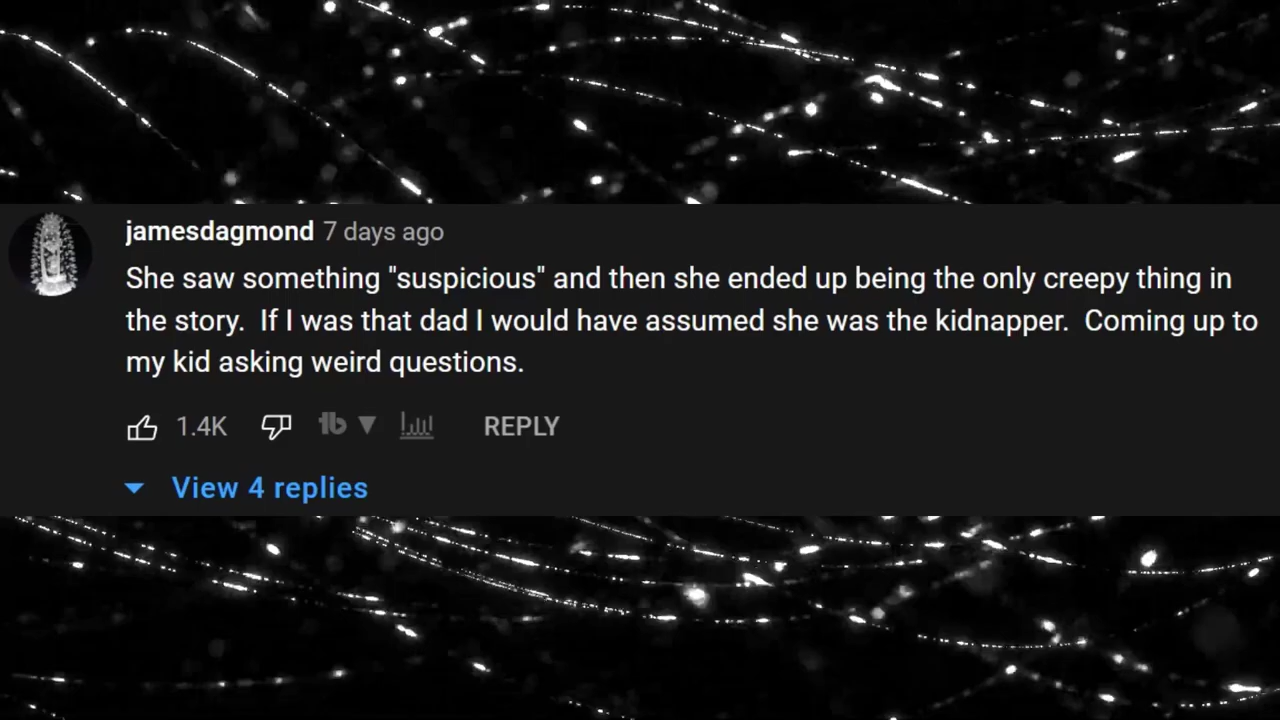 jamesdagmond 7 days ago
She saw something "suspicious" and then she ended up being the only creepy thing in
the story.  If I was that dad I would have assumed she was the kidnapper.  Coming up to
my kid asking weird questions.
1.4K tb REPLY
View 4 replies